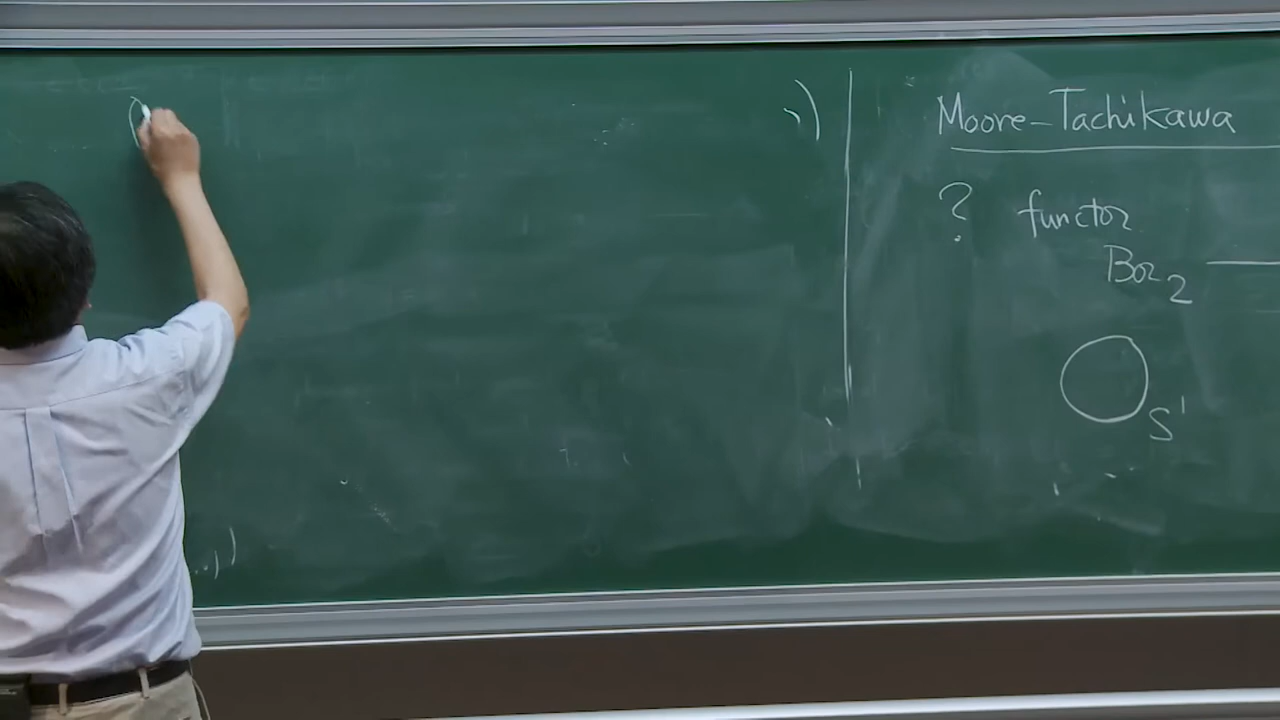 Moore-Tachikawa
? functor
Bor₂ —
S¹